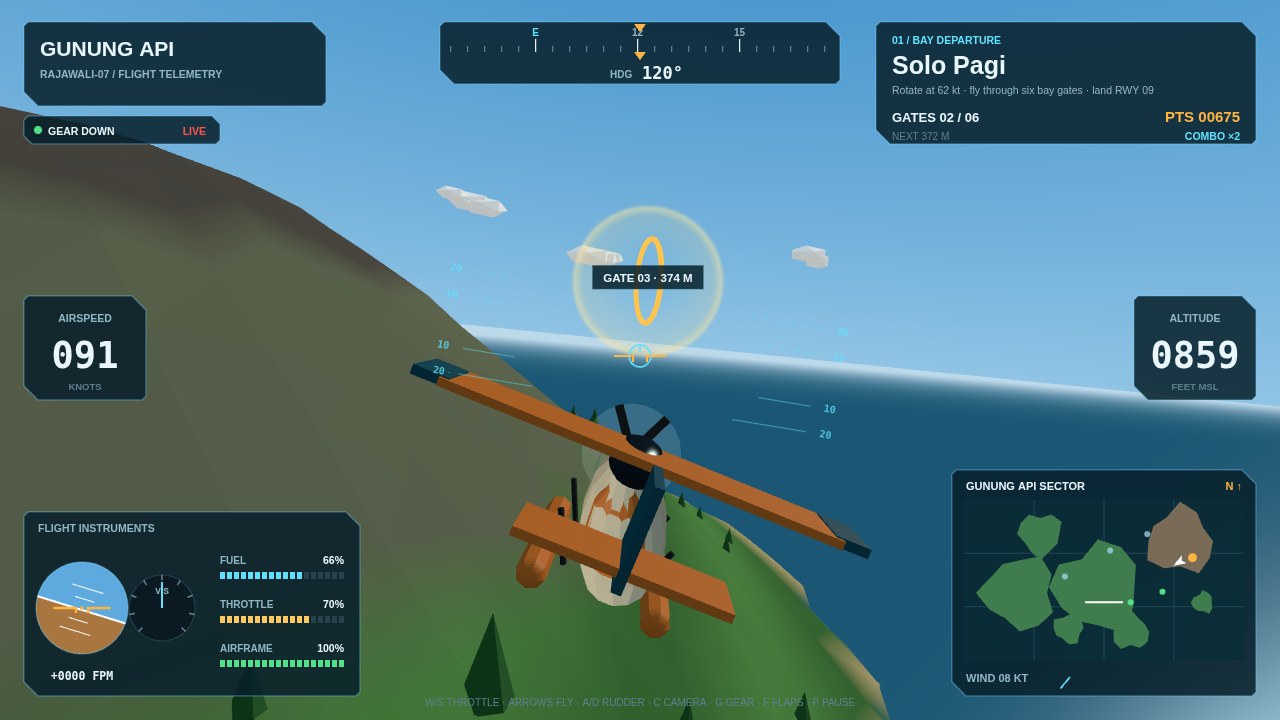 GUNUNG API
RAJAWALI-07 / FLIGHT TELEMETRY
GEAR DOWN
LIVE
E
12
15
HDG 120°
01 / BAY DEPARTURE
Solo Pagi
Rotate at 62 kt · fly through six bay gates · land RWY 09
GATES 02 / 06
PTS 00675
NEXT 372 M
COMBO ×2
GATE 03 · 374 M
20
10
10
20
20
10
10
20
AIRSPEED
091
KNOTS
ALTITUDE
0859
FEET MSL
FLIGHT INSTRUMENTS
V/S
+0000 FPM
FUEL 66%
THROTTLE 70%
AIRFRAME 100%
GUNUNG API SECTOR
N ↑
WIND 08 KT
W/S THROTTLE · ARROWS FLY · A/D RUDDER · C CAMERA · G GEAR · F FLAPS · P PAUSE